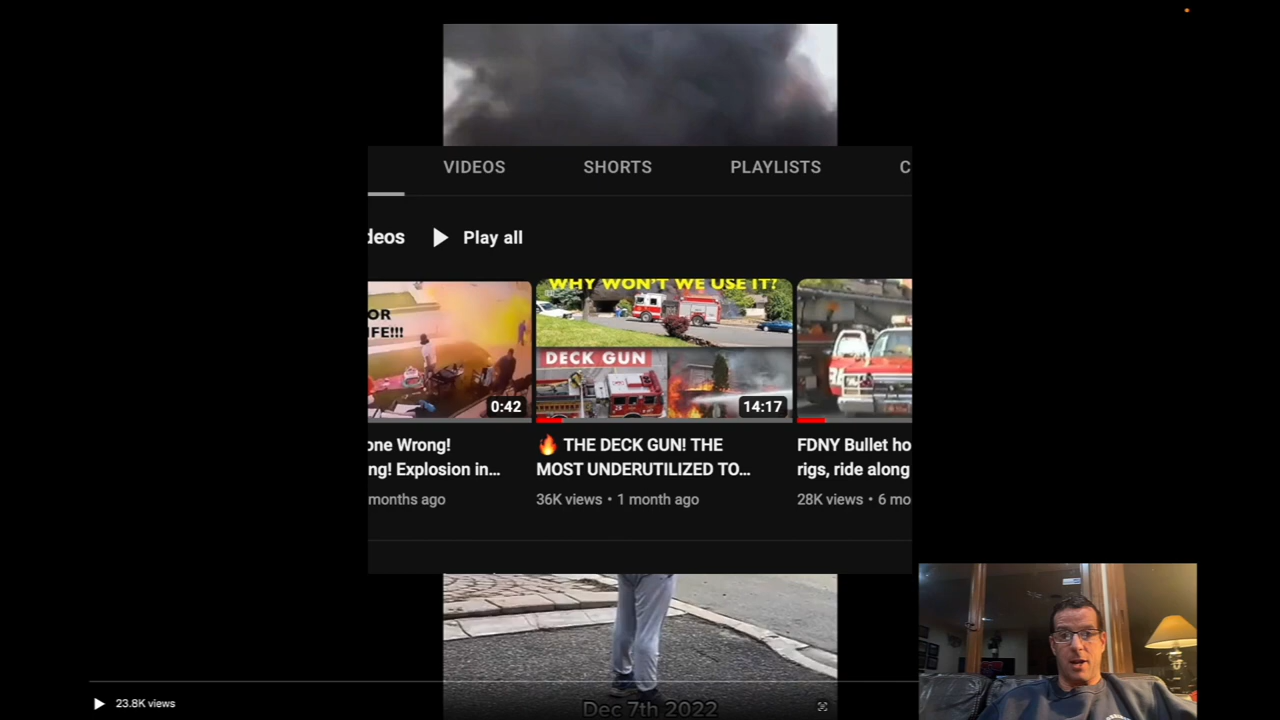 VIDEOS SHORTS PLAYLISTS C
deos Play all
WHY WON'T WE USE IT?
OR
IFE!!!
DECK GUN
0:42
14:17
one Wrong!
ng! Explosion in...
months ago
🔥 THE DECK GUN! THE
MOST UNDERUTILIZED TO...
36K views • 1 month ago
FDNY Bullet ho
rigs, ride along
28K views • 6 mo
23.8K views
Dec 7th 2022